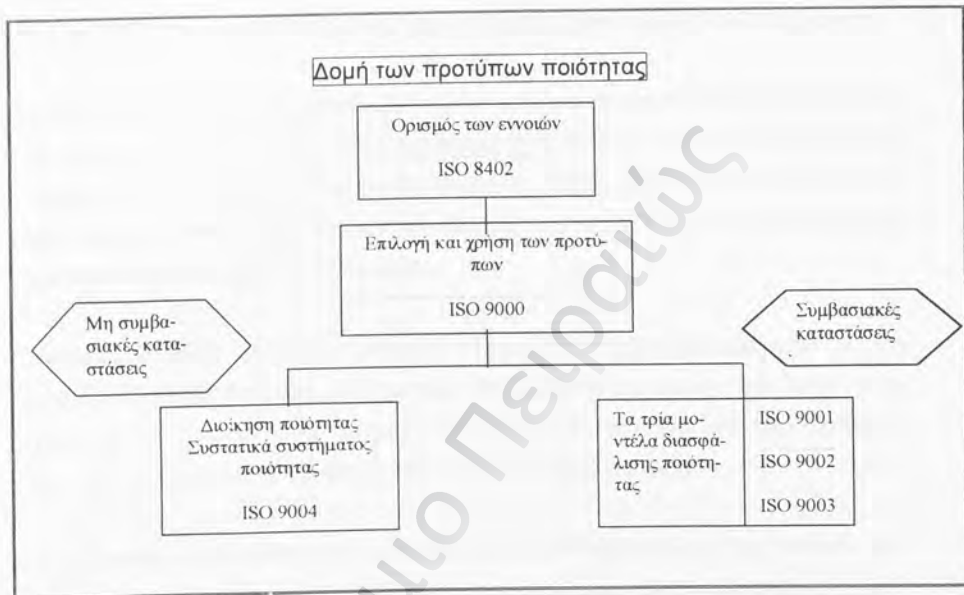 Δομή των προτύπων ποιότητας
Ορισμός των εννοιών
ISO 8402
Επιλογή και χρήση των προτύ-
πων
ISO 9000
Μη συμβα-
σιακές κατα-
στάσεις
Συμβασιακές
καταστάσεις
Διοίκηση ποιότητας
Συστατικά συστήματος
ποιότητας
ISO 9004
Τα τρία μο-
ντέλα διασφά-
λισης ποιότη-
τας
ISO 9001
ISO 9002
ISO 9003
Πειραιώς